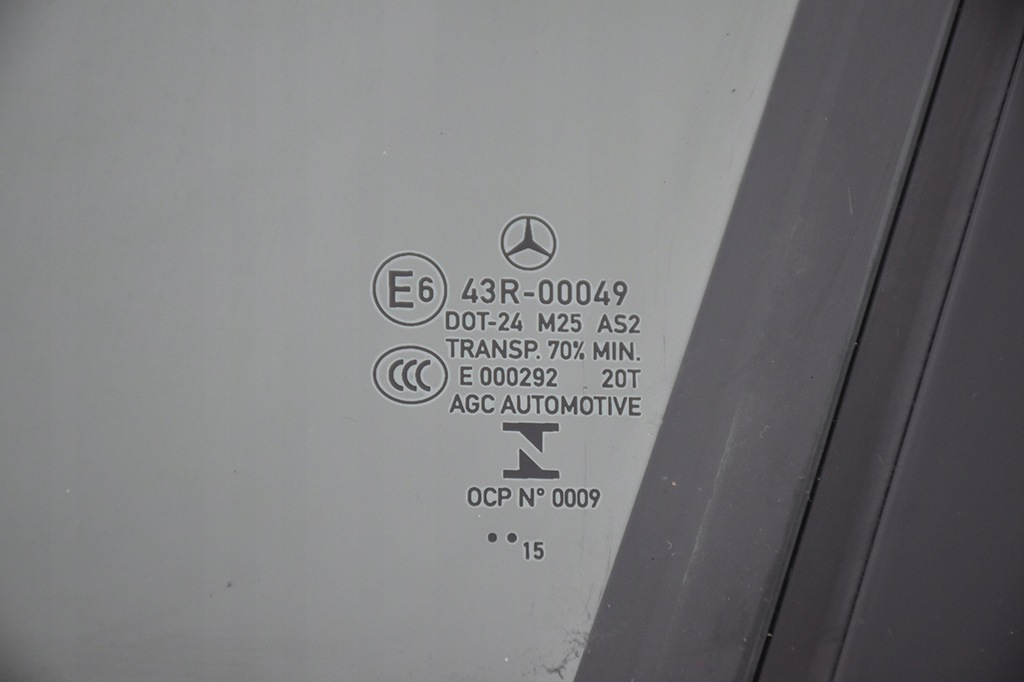 E6 43R-00049
DOT-24 M25 AS2
TRANSP. 70% MIN.
CCC E 000292 20T
AGC AUTOMOTIVE
N
OCP N° 0009
•• 15